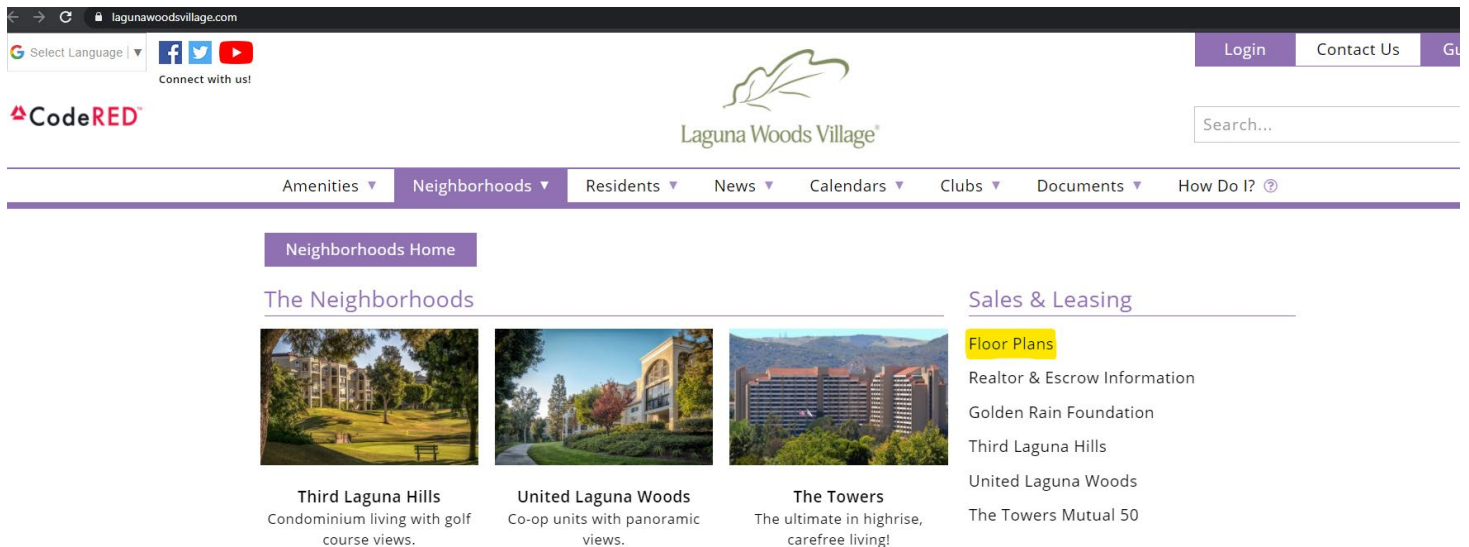 lagunawoodsvillage.com
Select Language | ▼
Connect with us!
Login
Contact Us
CodeRED™
Laguna Woods Village®
Search...
Amenities ▼ Neighborhoods ▼ Residents ▼ News ▼ Calendars ▼ Clubs ▼ Documents ▼ How Do I?
Neighborhoods Home
The Neighborhoods
Third Laguna Hills
Condominium living with golf
course views.
United Laguna Woods
Co-op units with panoramic
views.
The Towers
The ultimate in highrise,
carefree living!
Sales & Leasing
Floor Plans
Realtor & Escrow Information
Golden Rain Foundation
Third Laguna Hills
United Laguna Woods
The Towers Mutual 50